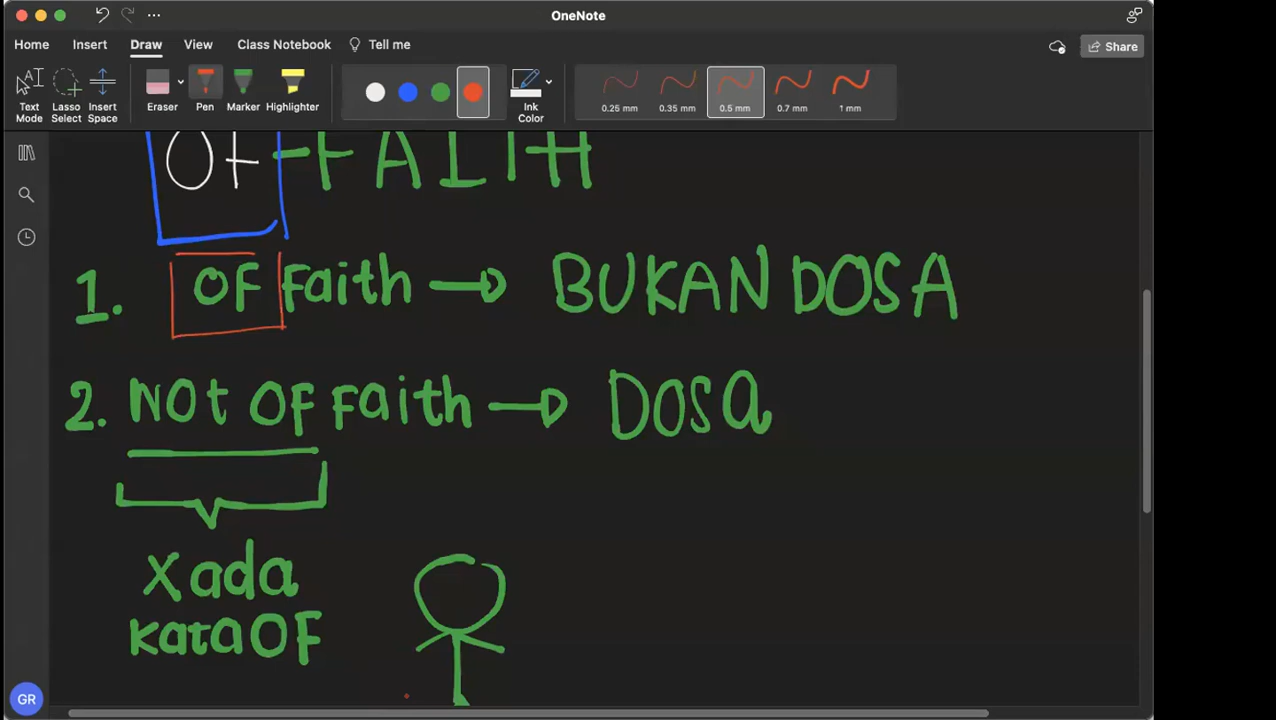 OneNote
Home Insert Draw View Class Notebook Tell me
Share
Text Mode
Lasso Select
Insert Space
Eraser
Pen
Marker
Highlighter
Ink Color
0.25 mm
0.35 mm
0.5 mm
0.7 mm
1 mm
OF-FAITH
1. OF Faith → BUKAN DOSA
2. NOt OF Faith → DOSa
Xada
kata OF
GR